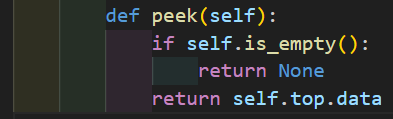 def peek(self):
if self.is_empty():
return None
return self.top.data